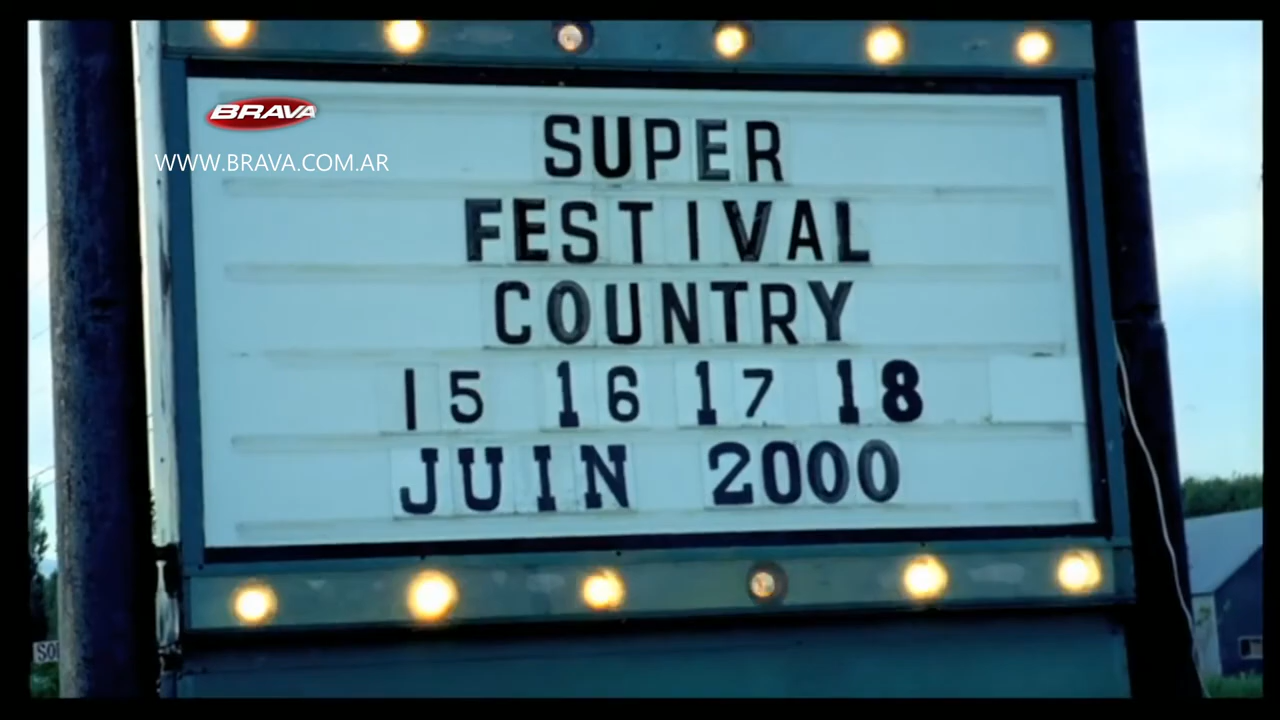 BRAVA
WWW.BRAVA.COM.AR
SUPER
FESTIVAL
COUNTRY
15 16 17 18
JUIN 2000